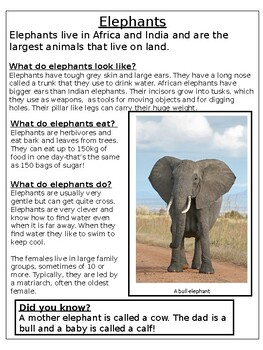 Elephants
Elephants live in Africa and India and are the
largest animals that live on land.
What do elephants look like?
Elephants have tough grey skin and large ears. They have a long nose
called a trunk that they use to drink water. African elephants have
bigger ears than Indian elephants. Their incisors grow into tusks, which
they use as weapons, as tools for moving objects and for digging
holes. Their pillar like legs can carry their huge weight.
What do elephants eat?
Elephants are herbivores and
eat bark and leaves from trees.
They can eat up to 150kg of
food in one day-that's the same
as 150 bags of sugar!
What do elephants do?
Elephants are usually very
gentle but can get quite cross.
Elephants are very clever and
know how to find water even
when it is far away. When they
find water they like to swim to
keep cool.
The females live in large family
groups, sometimes of 10 or
more. Typically, they are led by
a matriarch, often the oldest
female.
A bull elephant
Did you know?
A mother elephant is called a cow. The dad is a
bull and a baby is called a calf!